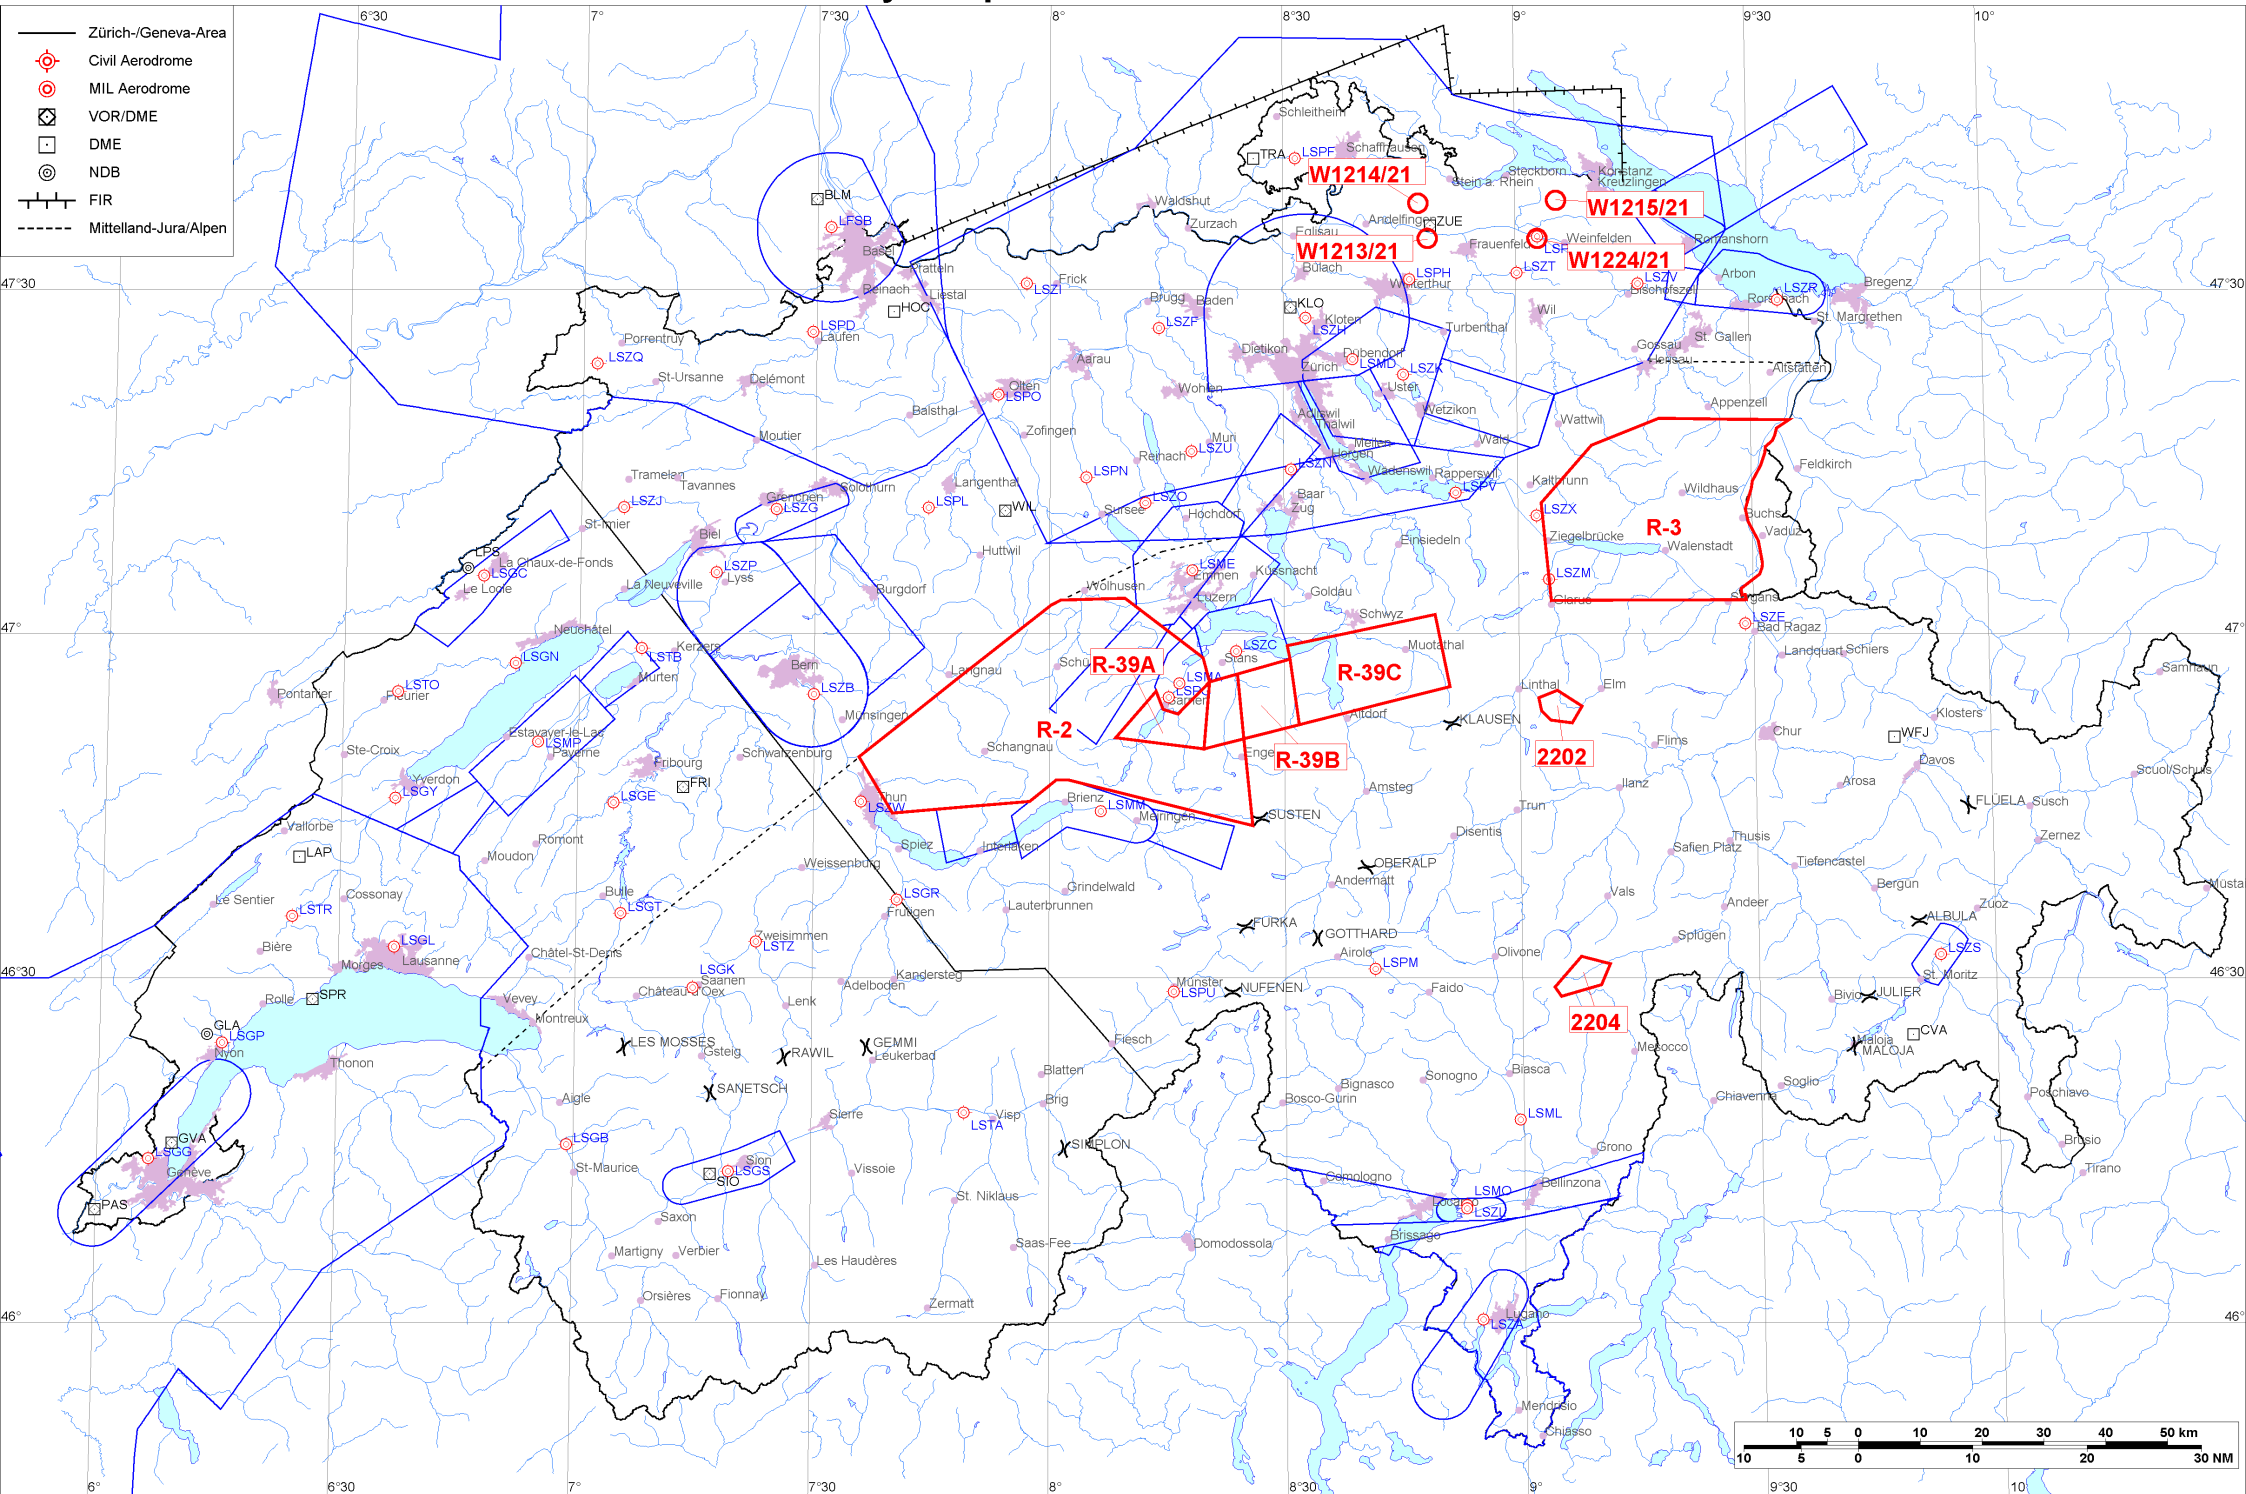 6°30
7°
7°30
8°
8°30
9°
9°30
10°
Zürich-/Geneva-Area
Civil Aerodrome
MIL Aerodrome
VOR/DME
DME
NDB
FIR
Mittelland-Jura/Alpen
Schleitheim
TRA
LSPF
Schaffhausen
W1214/21
Stein a. Rhein
Steckborn
Konstanz
Kreuzlingen
BLM
Waldshut
W1215/21
LFSB
Zurzach
Andelfingen
ZUE
Eglisau
W1213/21
Frauenfeld
Weinfelden
Romanshorn
Basel
W1224/21
Pratteln
Bülach
LSPH
Winterthur
LSZT
LSZV
Bischofszell
Arbon
LSZR
Bregenz
47°30
47°30
LSZI
Frick
Reinach
Liestal
HOC
Brugg
Baden
KLO
Kloten
LSZH
Wil
Rorschach
St. Margrethen
LSPD
Laufen
LSZF
Turbenthal
St. Gallen
Porrentruy
Gossau
Herisau
LSZQ
Aarau
Dietikon
Zürich
Dübendorf
LSMD
LSZK
Altstätten
St-Ursanne
Delémont
Olten
LSPO
Wohlen
Uster
Wetzikon
Appenzell
Balsthal
Adliswil
Thalwil
Wattwil
Moutier
Zofingen
Muri
LSZU
Meilen
Horgen
Wald
Reinach
LSZN
Wädenswil
Rapperswil
LSPV
Feldkirch
Tramelan
Tavannes
LSPN
Kaltbrunn
Wildhaus
Grenchen
Solothurn
LSZG
Langenthal
LSPL
WIL
LSZO
Baar
Zug
LSZJ
Sursee
Hochdorf
LSZX
Buchs
St-Imier
R-3
Vaduz
Biel
Ziegelbrücke
Walenstadt
LPS
La Chaux-de-Fonds
LSGC
Huttwil
Einsiedeln
LSZP
Lyss
LSME
Emmen
Küssnacht
LSZM
Le Locle
La Neuveville
Burgdorf
Wolhusen
Luzern
Goldau
Glarus
Sargans
Schwyz
LSZE
Bad Ragaz
47°
47°
Neuchâtel
Kerzers
LSTB
LSGN
Muotathal
LSZC
Stans
Landquart
Schiers
Samnaun
Bern
LSZB
Langnau
R-39A
R-39C
LSMA
Sarnen
Murten
LSTO
Fleurier
Pontarlier
Linthal
Elm
Münsingen
R-2
Altdorf
KLAUSEN
Klosters
Estavayer-le-Lac
LSMP
Payerne
Ste-Croix
Schwarzenburg
Schangnau
R-39B
2202
Flims
Chur
WFJ
Davos
Fribourg
FRI
Yverdon
LSGY
LSGE
Thun
LSZW
Brienz
LSMM
Meiringen
SUSTEN
Amsteg
Ilanz
Trun
Arosa
Scuol/Schuls
FLÜELA
Susch
Vallorbe
LAP
Romont
Moudon
Spiez
Interlaken
Weissenburg
Disentis
Thusis
Safien Platz
Tiefencastel
Zernez
OBERALP
Andermatt
Grindelwald
Lauterbrunnen
Le Sentier
Cossonay
LSTR
Bulle
LSGT
LSGR
Frutigen
Vals
Andeer
Bergün
Zuoz
ALBULA
FURKA
GOTTHARD
Airolo
Splügen
Bière
LSGL
Lausanne
Morges
Zweisimmen
LSTZ
Châtel-St-Denis
Olivone
LSZS
St. Moritz
46°30
46°30
LSGK
Saanen
Château-d'Oex
Adelboden
Kandersteg
Münster
LSPU
NUFENEN
LSPM
Faido
Rolle
SPR
Vevey
Montreux
Lenk
2204
Bivio
JULIER
GLA
LSGP
Nyon
Thonon
LES MOSSES
Gsteig
RAWIL
GEMMI
Leukerbad
Fiesch
Mesocco
Maloja
MALOJA
CVA
SANETSCH
Blatten
Brig
Bignasco
Sonogno
Biasca
Bosco-Gurin
Soglio
Chiavenna
Poschiavo
Aigle
Sierre
Visp
LSTA
LSML
GVA
LSGG
Genève
LSGB
St-Maurice
SIMPLON
Grono
Brusio
Tirano
Sion
LSGS
SIO
Vissoie
St. Niklaus
Comologno
Bellinzona
LSMO
Locarno
LSZL
PAS
Saxon
Martigny
Verbier
Les Haudères
Saas-Fee
Domodossola
Brissago
Orsières
Fionnay
Zermatt
46°
46°
Lugano
LSZA
Mendrisio
Chiasso
10 5 0 10 20 30 40 50 km
10 5 0 10 20 30 NM
6°
6°30
7°
7°30
8°
8°30
9°
9°30
10°